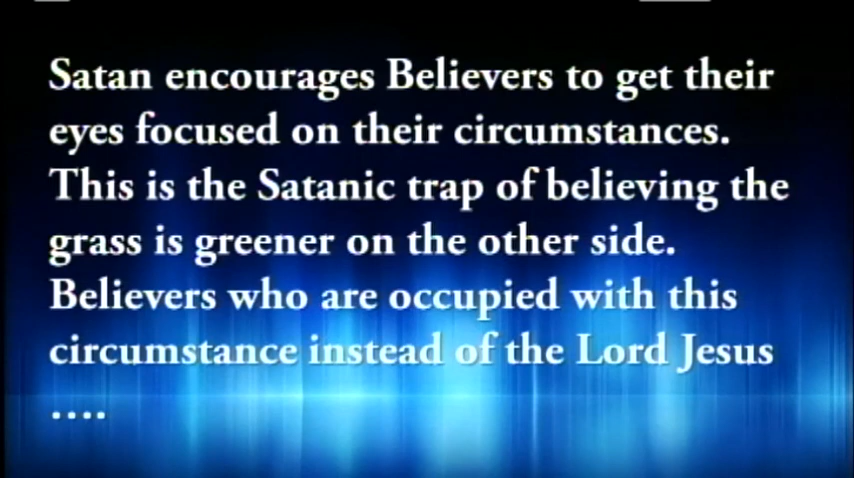 Satan encourages Believers to get their
eyes focused on their circumstances.
This is the Satanic trap of believing the
grass is greener on the other side.
Believers who are occupied with this
circumstance instead of the Lord Jesus
....